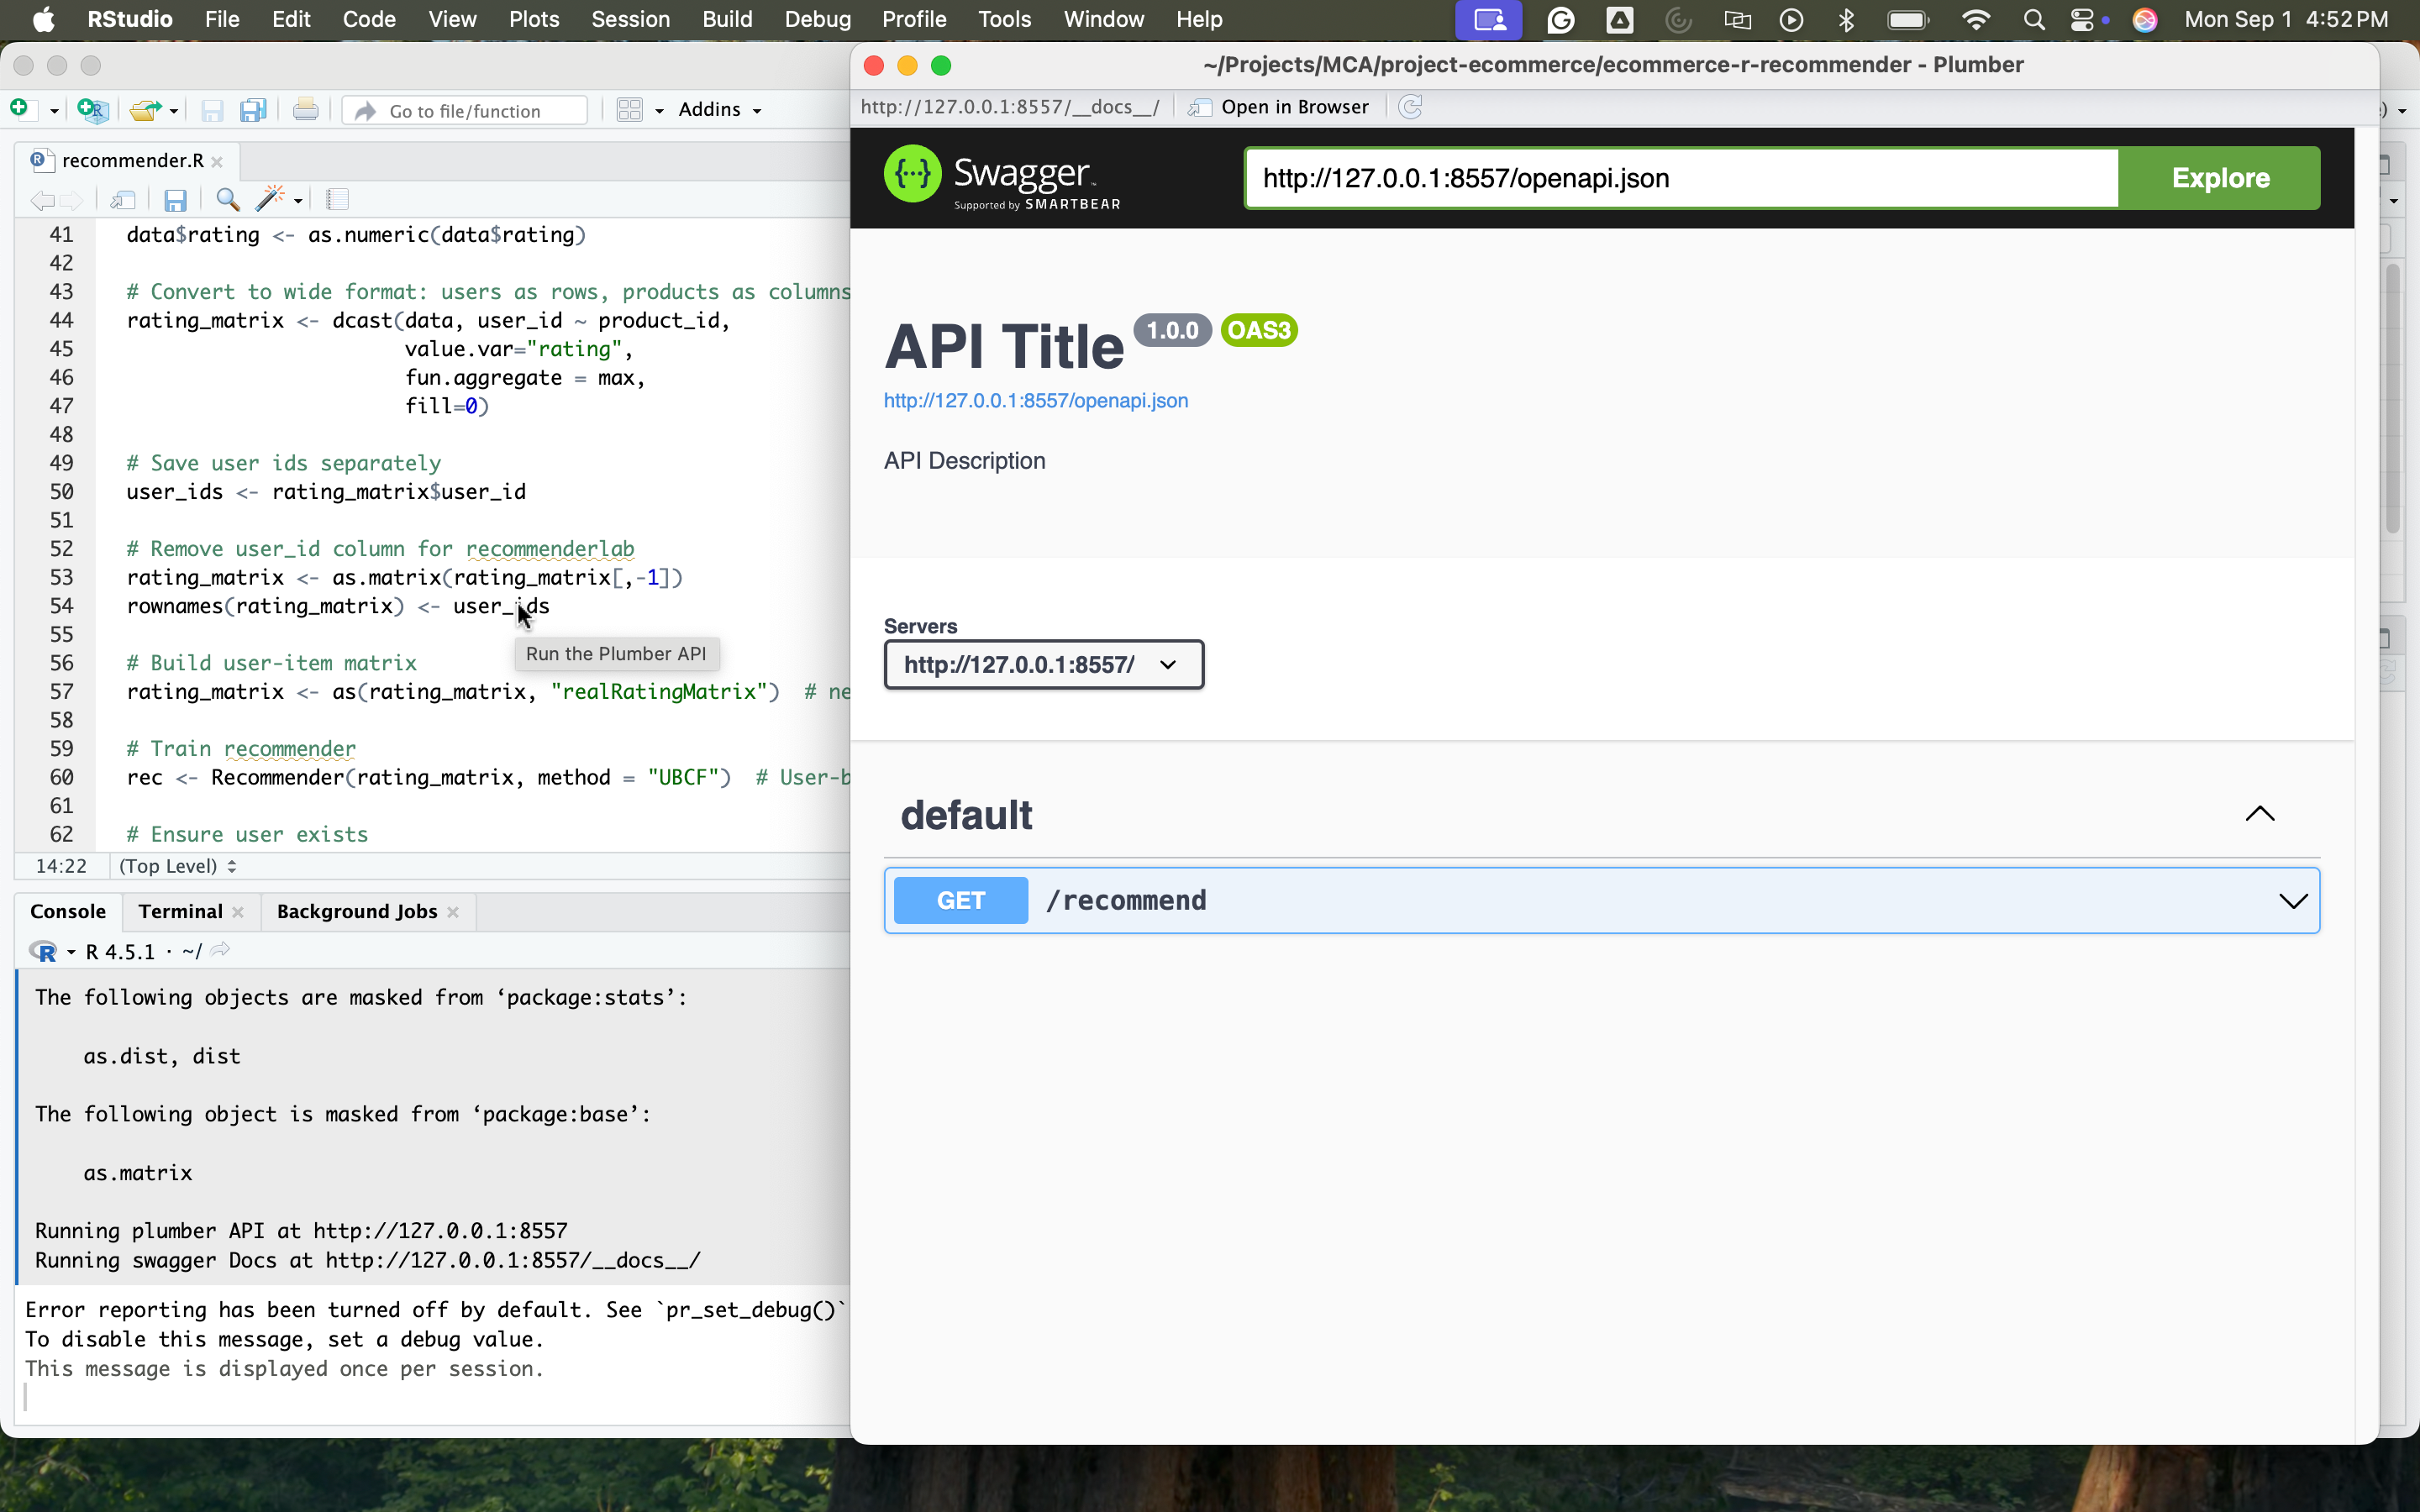 RStudio File Edit Code View Plots Session Build Debug Profile Tools Window Help Mon Sep 1 4:52 PM
Go to file/function Addins
recommender.R
41 data$rating <- as.numeric(data$rating)
42
43 # Convert to wide format: users as rows, products as columns
44 rating_matrix <- dcast(data, user_id ~ product_id,
45 value.var="rating",
46 fun.aggregate = max,
47 fill=0)
48
49 # Save user ids separately
50 user_ids <- rating_matrix$user_id
51
52 # Remove user_id column for recommenderlab
53 rating_matrix <- as.matrix(rating_matrix[,-1])
54 rownames(rating_matrix) <- user_ids
55
Run the Plumber API
56 # Build user-item matrix
57 rating_matrix <- as(rating_matrix, "realRatingMatrix") # ne
58
59 # Train recommender
60 rec <- Recommender(rating_matrix, method = "UBCF") # User-b
61
62 # Ensure user exists
14:22 (Top Level)
Console Terminal Background Jobs
R 4.5.1 · ~/
The following objects are masked from ‘package:stats’:
as.dist, dist
The following object is masked from ‘package:base’:
as.matrix
Running plumber API at http://127.0.0.1:8557
Running swagger Docs at http://127.0.0.1:8557/__docs__/
Error reporting has been turned off by default. See `pr_set_debug()`
To disable this message, set a debug value.
This message is displayed once per session.
~/Projects/MCA/project-ecommerce/ecommerce-r-recommender - Plumber
http://127.0.0.1:8557/__docs__/ Open in Browser
{···} Swagger™
Supported by SMARTBEAR
http://127.0.0.1:8557/openapi.json Explore
API Title 1.0.0 OAS3
http://127.0.0.1:8557/openapi.json
API Description
Servers
http://127.0.0.1:8557/
default
GET /recommend